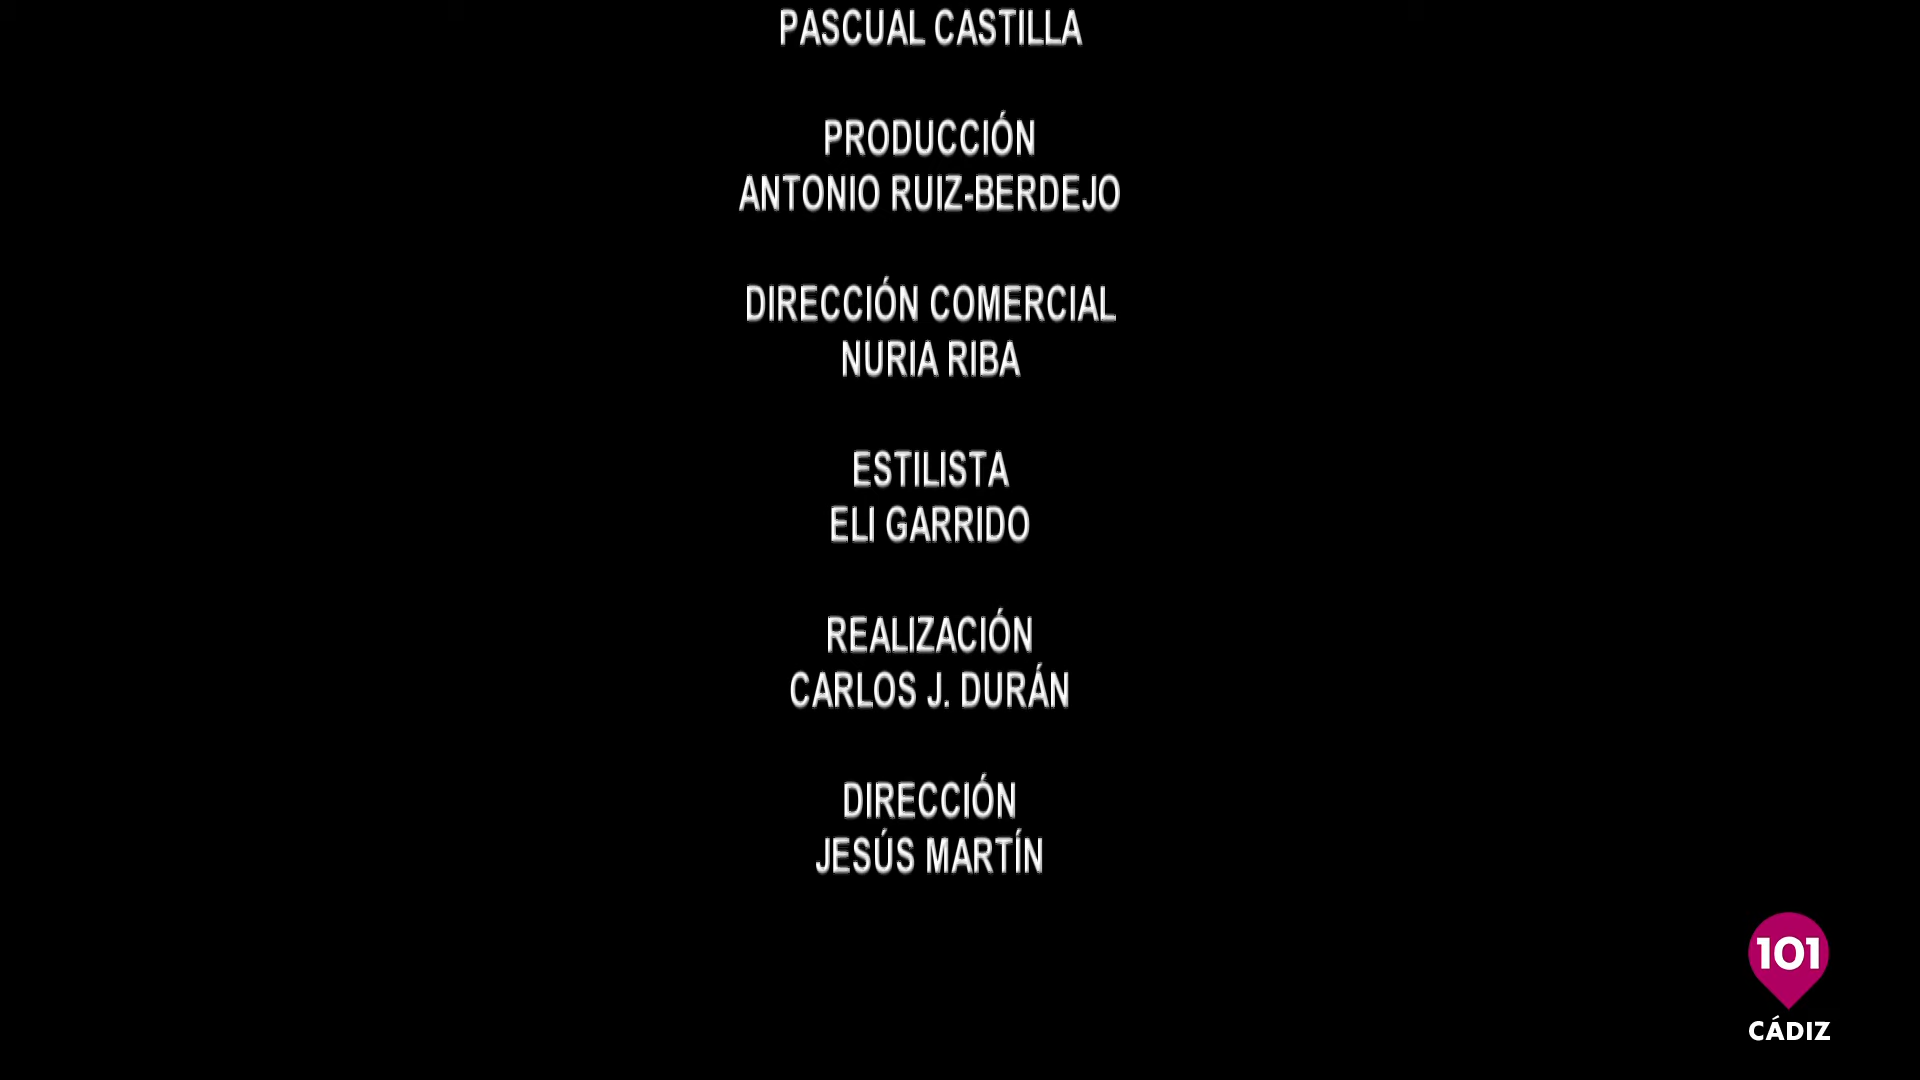 PASCUAL CASTILLA
PRODUCCIÓN
ANTONIO RUIZ-BERDEJO
DIRECCIÓN COMERCIAL
NURIA RIBA
ESTILISTA
ELI GARRIDO
REALIZACIÓN
CARLOS J. DURÁN
DIRECCIÓN
JESÚS MARTÍN
101
CÁDIZ